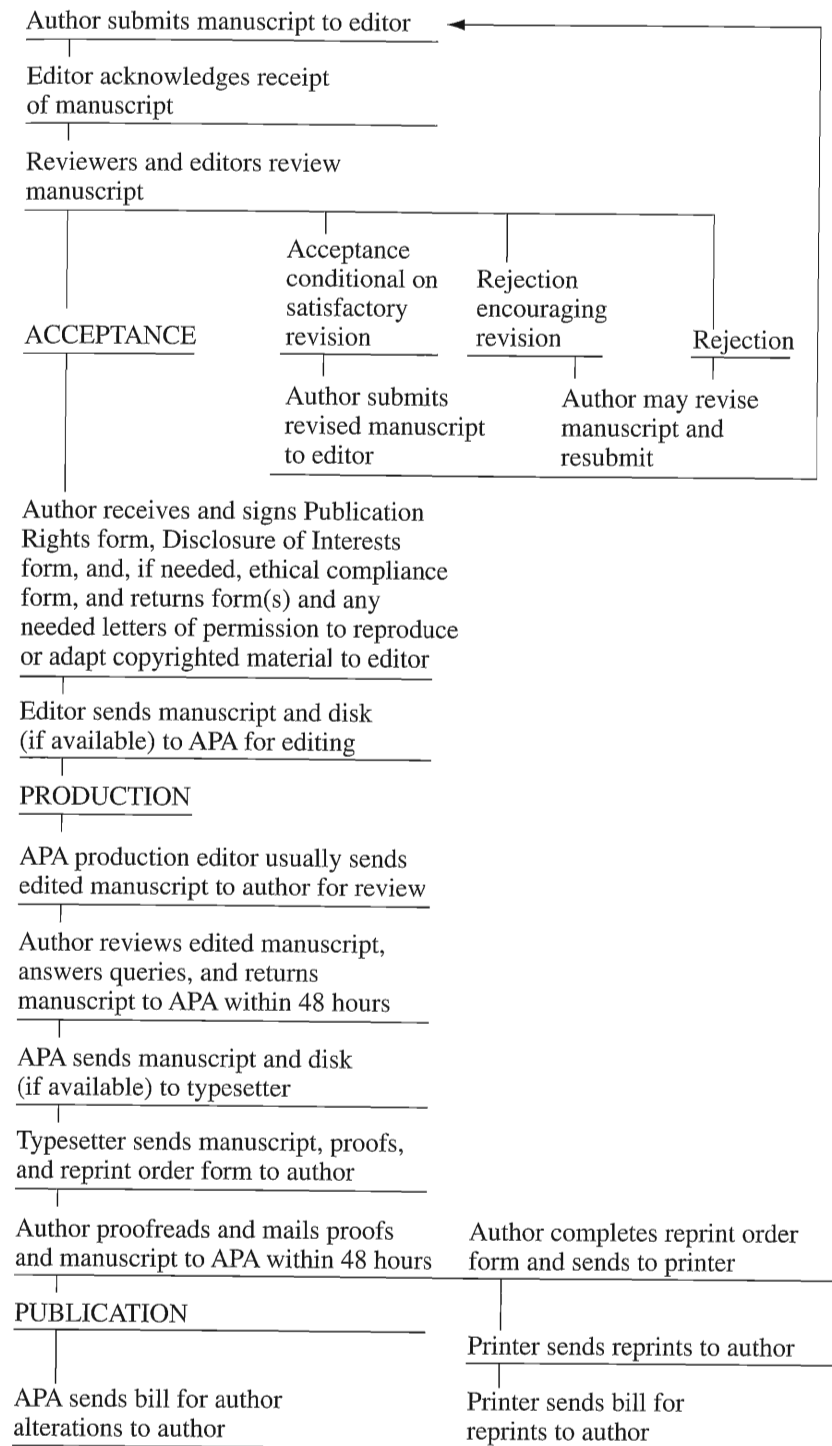 Author submits manuscript to editor
Editor acknowledges receipt
of manuscript
Reviewers and editors review
manuscript
ACCEPTANCE
Acceptance
conditional on
satisfactory
revision
Rejection
encouraging
revision
Rejection
Author submits
revised manuscript
to editor
Author may revise
manuscript and
resubmit
Author receives and signs Publication
Rights form, Disclosure of Interests
form, and, if needed, ethical compliance
form, and returns form(s) and any
needed letters of permission to reproduce
or adapt copyrighted material to editor
Editor sends manuscript and disk
(if available) to APA for editing
PRODUCTION
APA production editor usually sends
edited manuscript to author for review
Author reviews edited manuscript,
answers queries, and returns
manuscript to APA within 48 hours
APA sends manuscript and disk
(if available) to typesetter
Typesetter sends manuscript, proofs,
and reprint order form to author
Author proofreads and mails proofs
and manuscript to APA within 48 hours
Author completes reprint order
form and sends to printer
PUBLICATION
Printer sends reprints to author
APA sends bill for author
alterations to author
Printer sends bill for
reprints to author